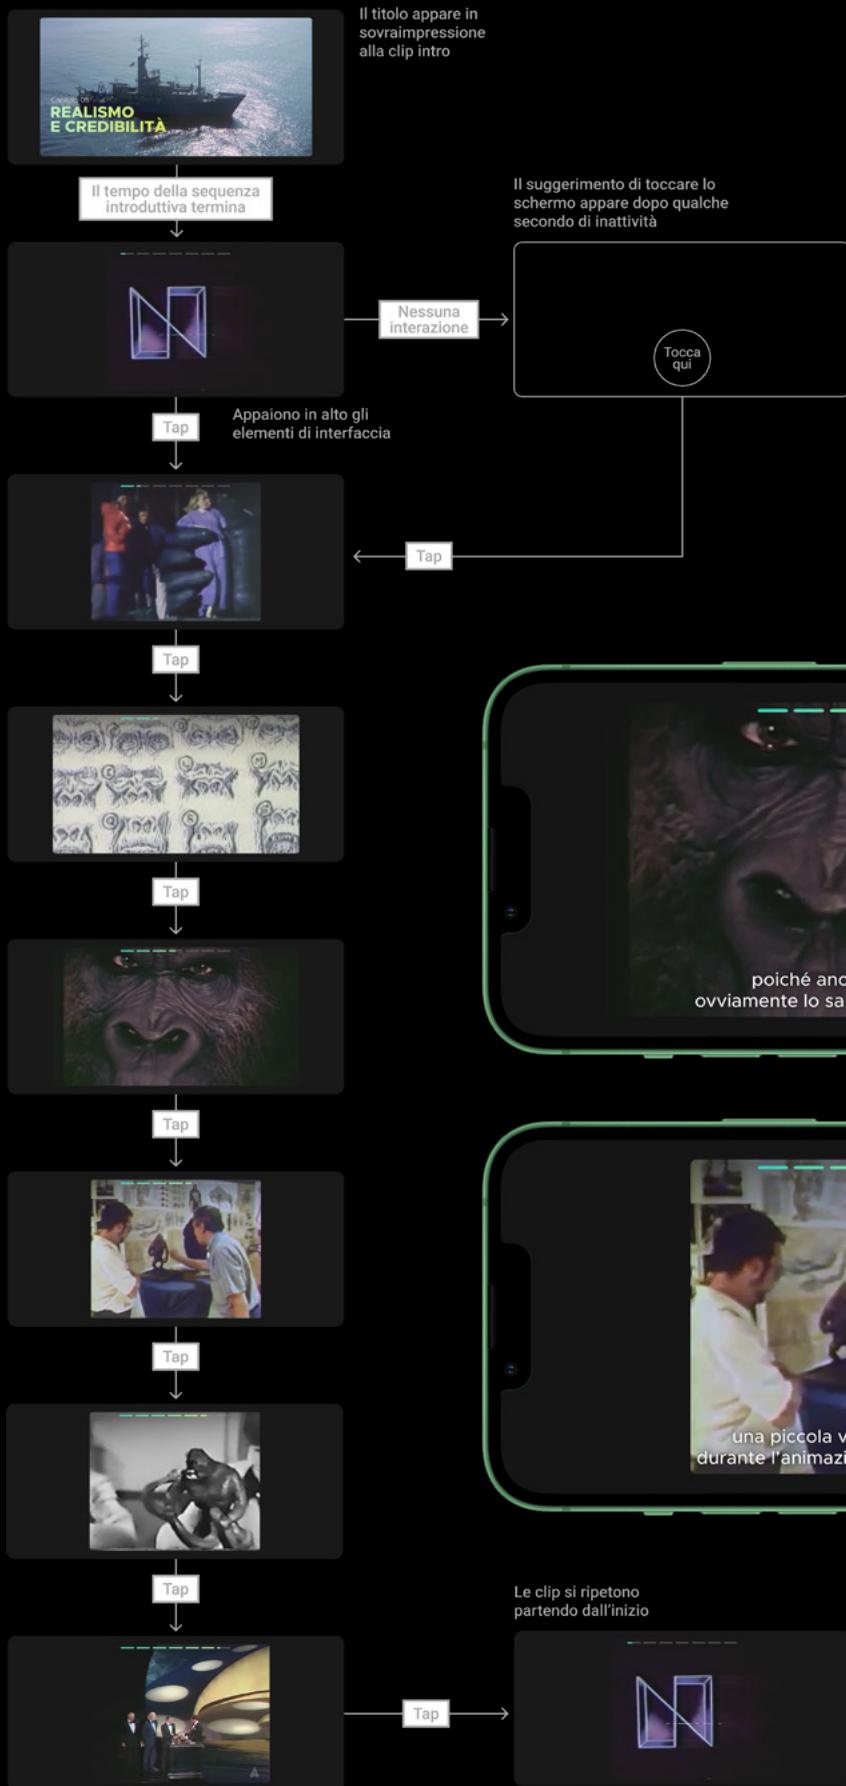 Il titolo appare in
sovraimpressione
alla clip intro
REALISMO
E CREDIBILITÀ
Il tempo della sequenza
introduttiva termina
Il suggerimento di toccare lo
schermo appare dopo qualche
secondo di inattività
Nessuna
interazione
Tocca
qui
Tap
Appaiono in alto gli
elementi di interfaccia
Tap
Tap
Tap
poiché anc
ovviamente lo sa
Tap
Tap
una piccola v
durante l'animazi
Tap
Le clip si ripetono
partendo dall'inizio
Tap